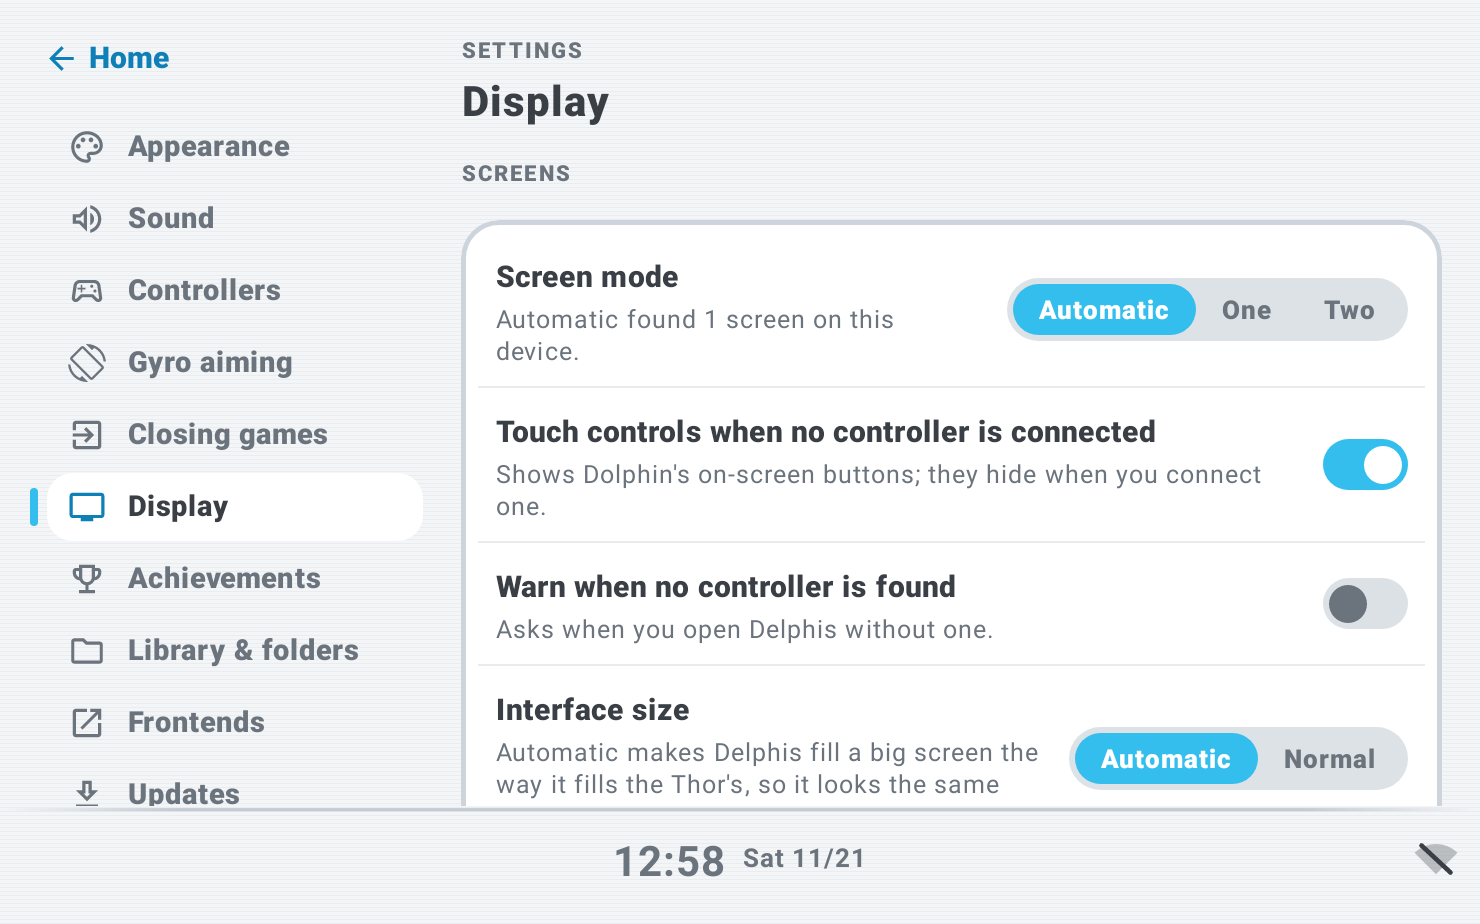 Home
Appearance
Sound
Controllers
Gyro aiming
Closing games
Display
Achievements
Library & folders
Frontends
Updates
SETTINGS
Display
SCREENS
Screen mode
Automatic found 1 screen on this
device.
Automatic One Two
Touch controls when no controller is connected
Shows Dolphin's on-screen buttons; they hide when you connect
one.
Warn when no controller is found
Asks when you open Delphis without one.
Interface size
Automatic makes Delphis fill a big screen the
way it fills the Thor's, so it looks the same
Automatic Normal
12:58 Sat 11/21